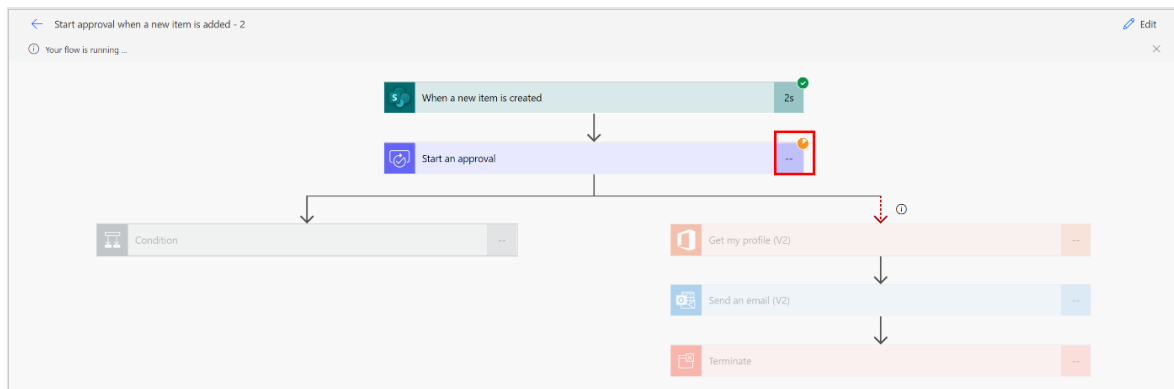 Start approval when a new item is added - 2
Edit
Your flow is running ...
When a new item is created
2s
Start an approval
--
Condition
--
Get my profile (V2)
--
Send an email (V2)
--
Terminate
--